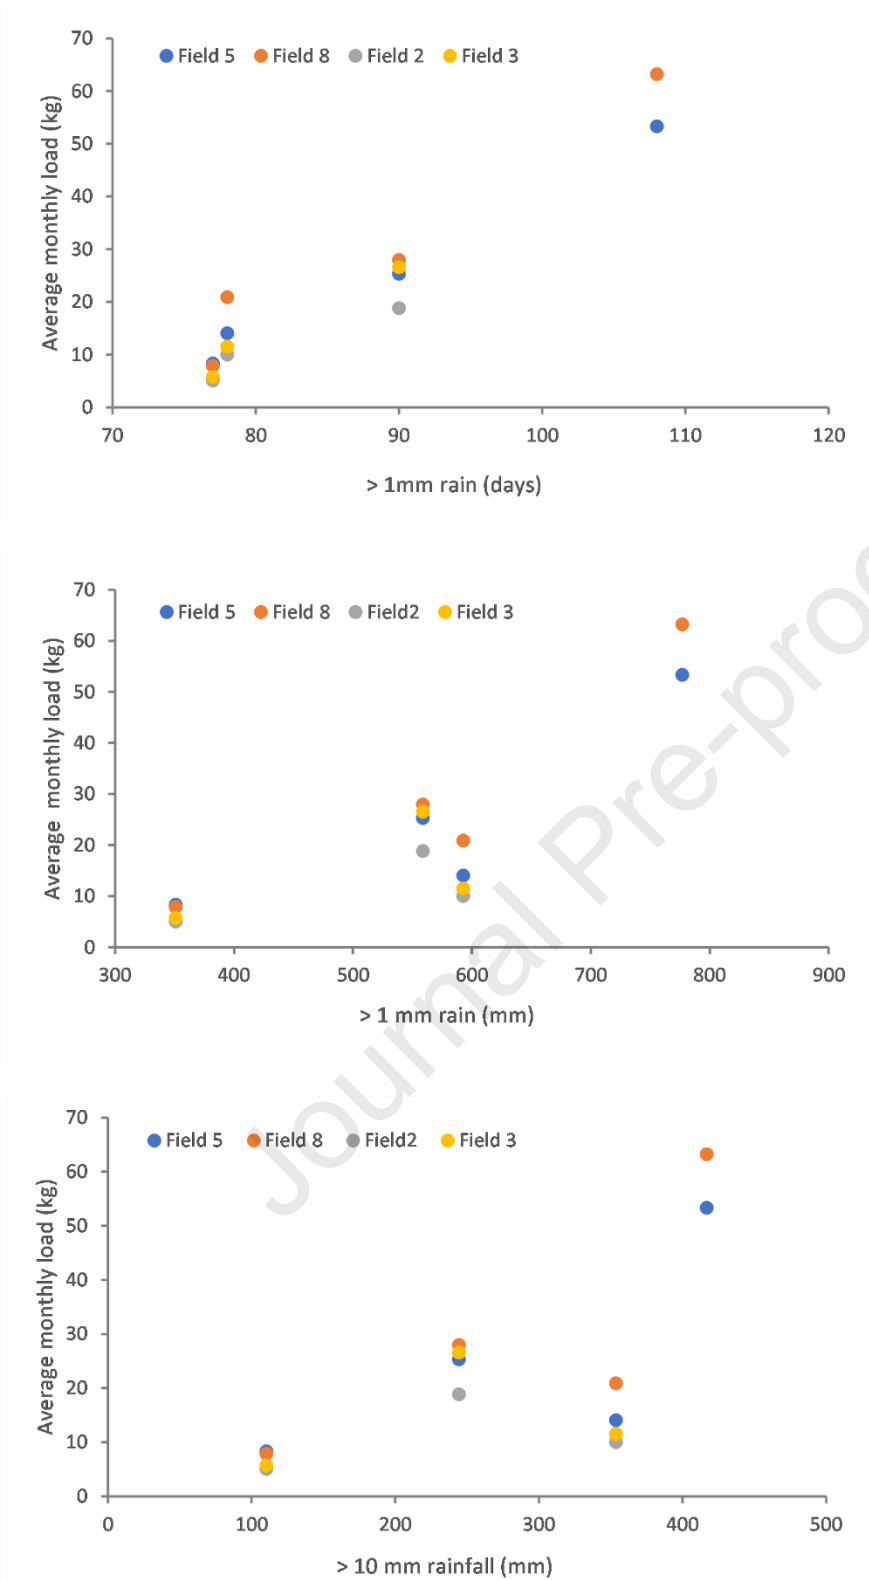 70
60
50
40
30
20
10
0
Average monthly load (kg)
Field 5 Field 8 Field 2 Field 3
70 80 90 100 110 120
> 1mm rain (days)
70
60
50
40
30
20
10
0
Average monthly load (kg)
Field 5 Field 8 Field2 Field 3
300 400 500 600 700 800 900
> 1 mm rain (mm)
70
60
50
40
30
20
10
0
Average monthly load (kg)
Field 5 Field 8 Field2 Field 3
0 100 200 300 400 500
> 10 mm rainfall (mm)
Journal Pre-proo